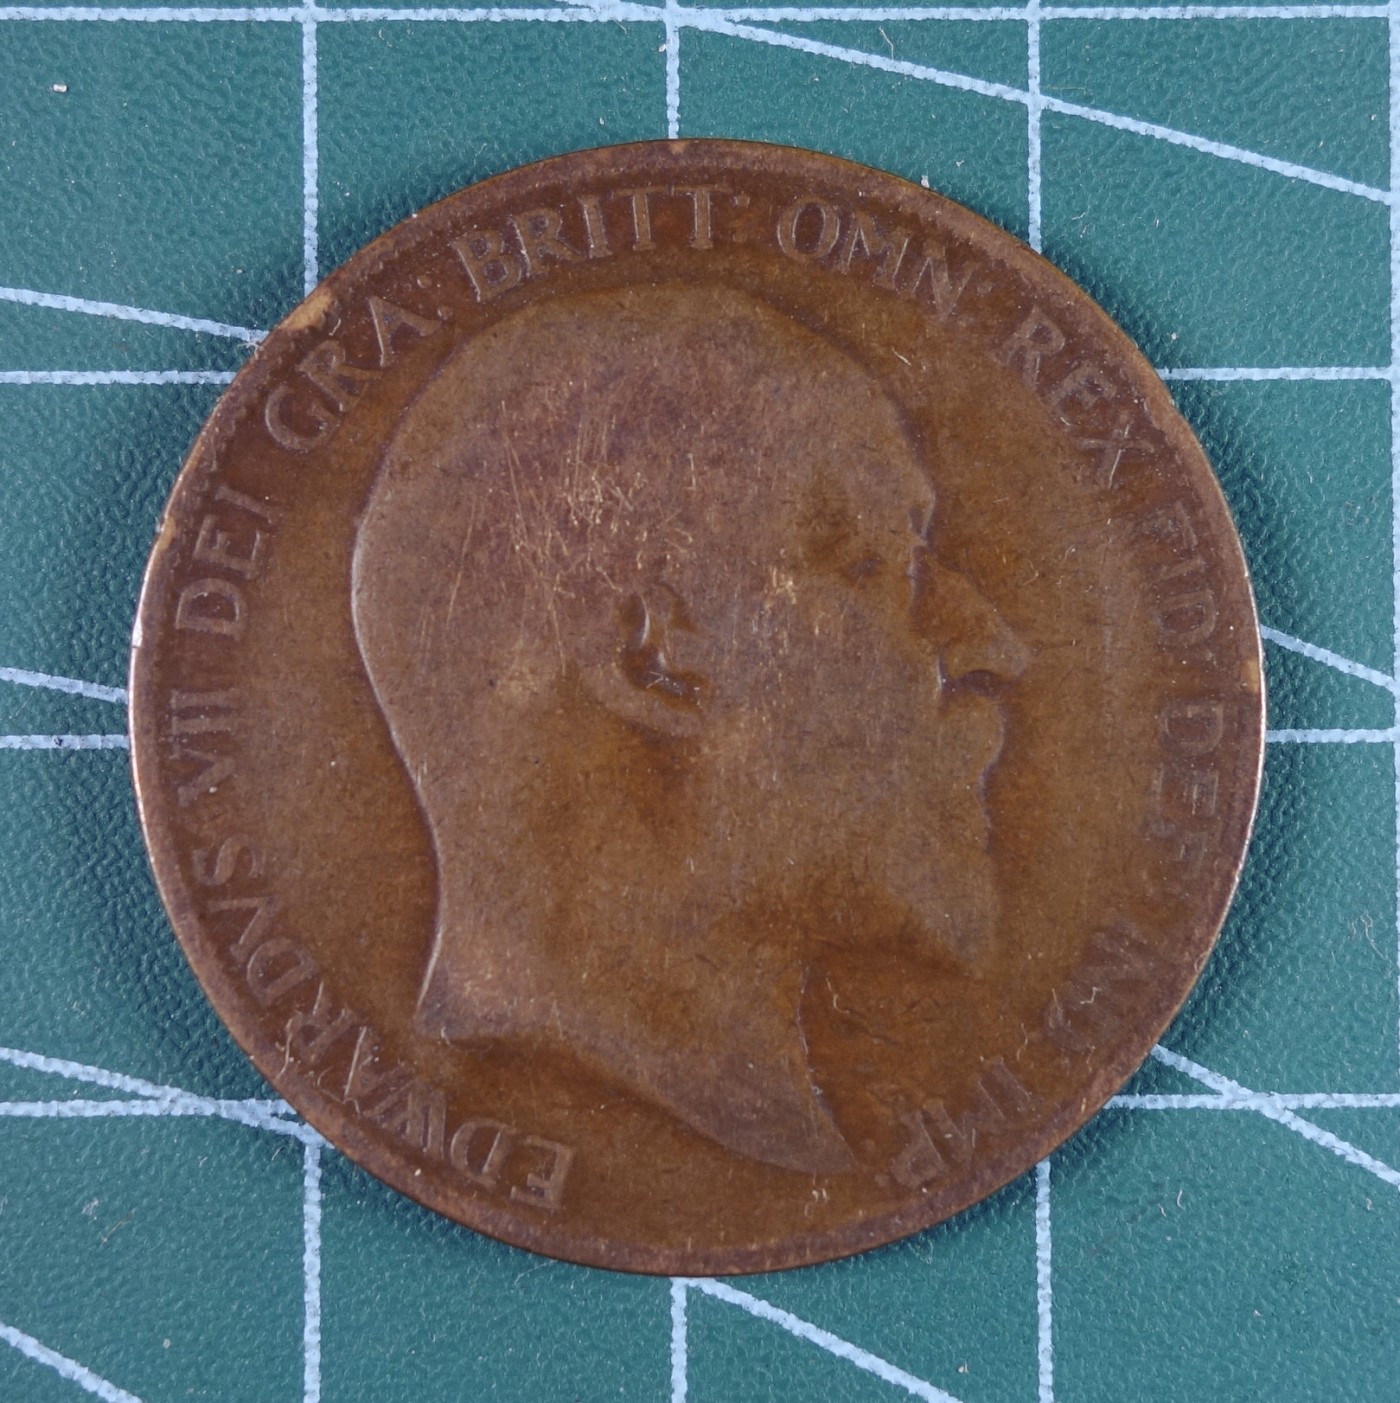 EDWARDVS VII DEI GRA: BRITT: OMN: REX FID: DEF: IND: IMP: